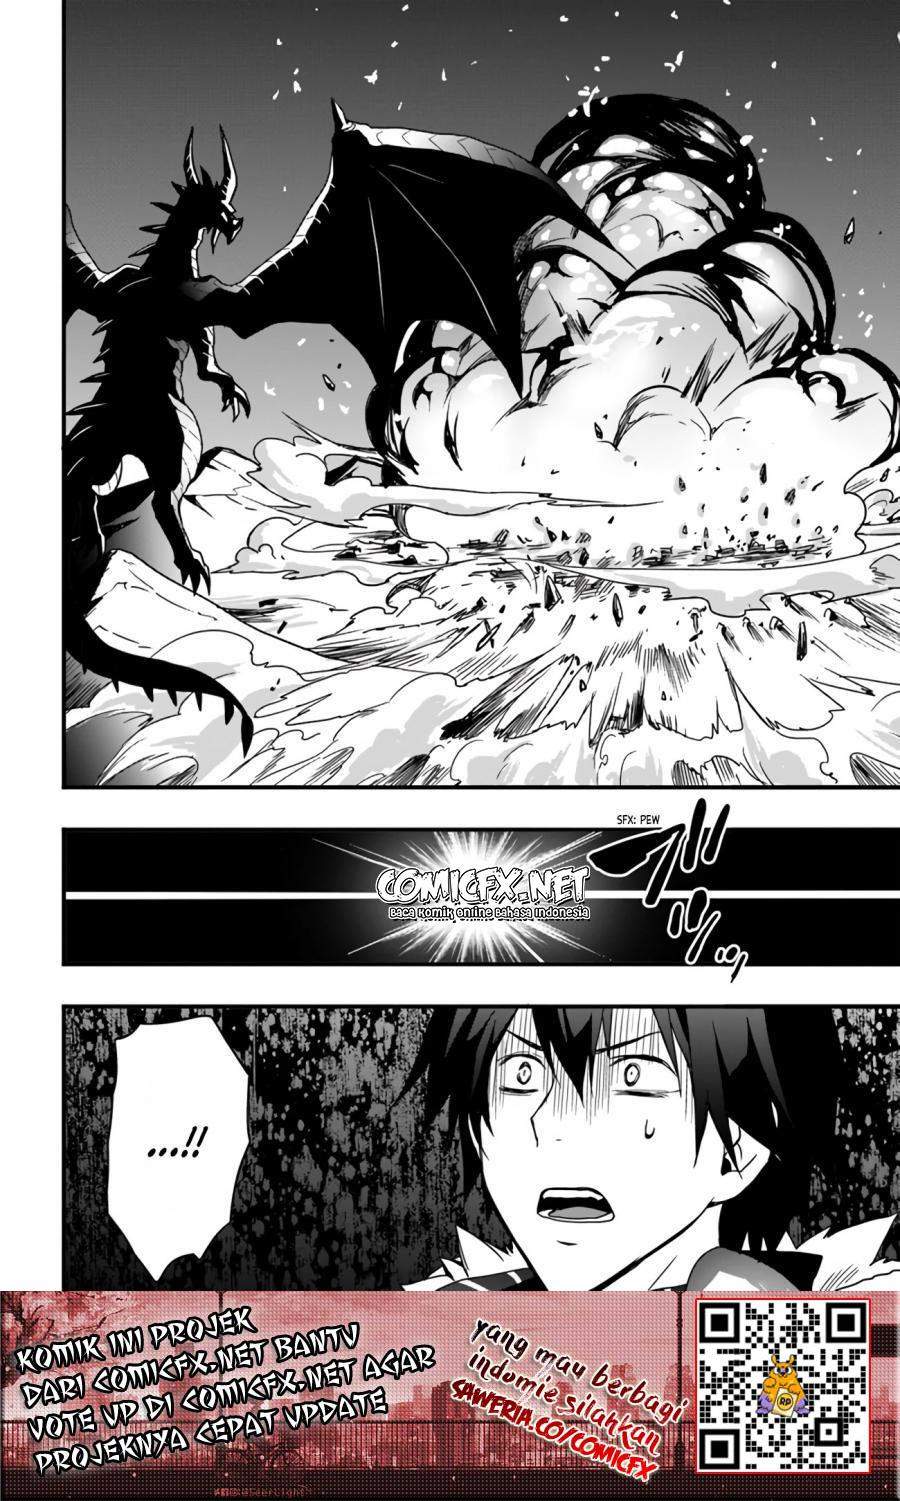 SFX: PEW
COMICFX.NET
Baca Komik Online Bahasa Indonesia
....!!
KOMIK INI PROJEK
DARI COMICFX.NET BANTU
VOTE UP DI COMICFX.NET AGAR
PROJEKNYA CEPAT UPDATE
yang mau berbagi
indomie silahkan
SAWERIA.CO/COMICFX
RP